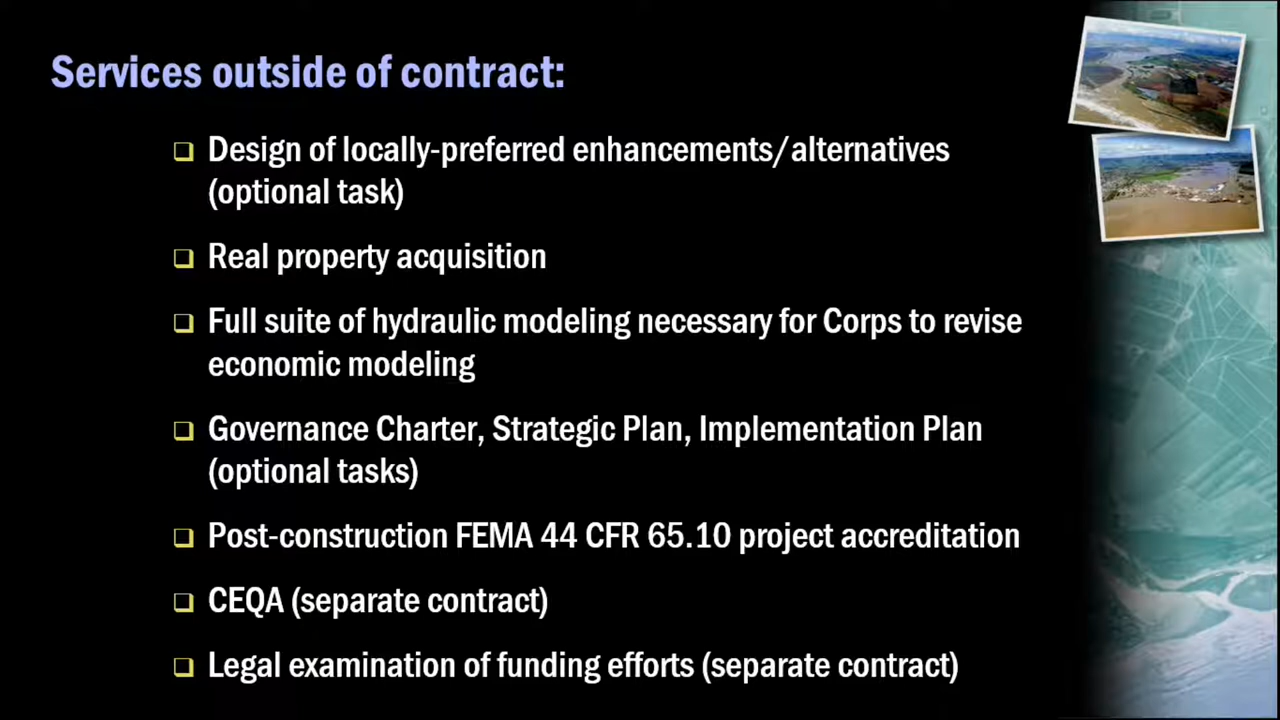 Services outside of contract:
❑ Design of locally-preferred enhancements/alternatives
(optional task)
❑ Real property acquisition
❑ Full suite of hydraulic modeling necessary for Corps to revise
economic modeling
❑ Governance Charter, Strategic Plan, Implementation Plan
(optional tasks)
❑ Post-construction FEMA 44 CFR 65.10 project accreditation
❑ CEQA (separate contract)
❑ Legal examination of funding efforts (separate contract)